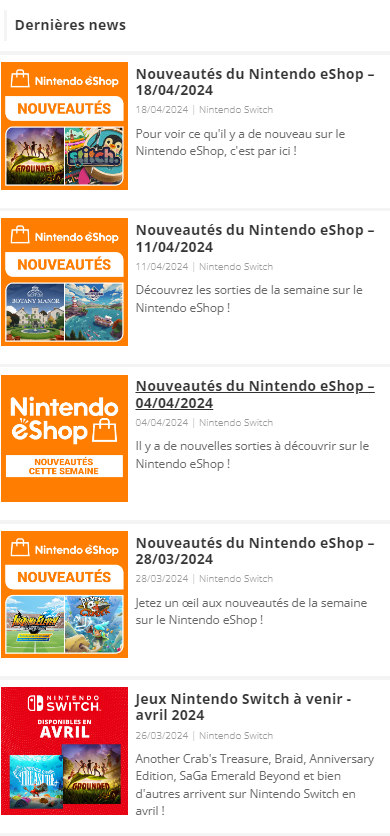 Dernières news
Nintendo eShop
NOUVEAUTÉS
GROUNDED
stitch.
Nouveautés du Nintendo eShop –
18/04/2024
18/04/2024 | Nintendo Switch
Pour voir ce qu'il y a de nouveau sur le
Nintendo eShop, c'est par ici !
Nintendo eShop
NOUVEAUTÉS
BOTANY MANOR
Nouveautés du Nintendo eShop –
11/04/2024
11/04/2024 | Nintendo Switch
Découvrez les sorties de la semaine sur le
Nintendo eShop !
Nintendo
eShop
NOUVEAUTÉS
CETTE SEMAINE
Nouveautés du Nintendo eShop –
04/04/2024
04/04/2024 | Nintendo Switch
Il y a de nouvelles sorties à découvrir sur le
Nintendo eShop !
Nintendo eShop
NOUVEAUTÉS
Nouveautés du Nintendo eShop –
28/03/2024
28/03/2024 | Nintendo Switch
Jetez un œil aux nouveautés de la semaine
sur le Nintendo eShop !
NINTENDO
SWITCH
DISPONIBLES EN
AVRIL
TREASURE
GROUNDED
Jeux Nintendo Switch à venir -
avril 2024
26/03/2024 | Nintendo Switch
Another Crab's Treasure, Braid, Anniversary
Edition, SaGa Emerald Beyond et bien
d'autres arrivent sur Nintendo Switch en
avril !